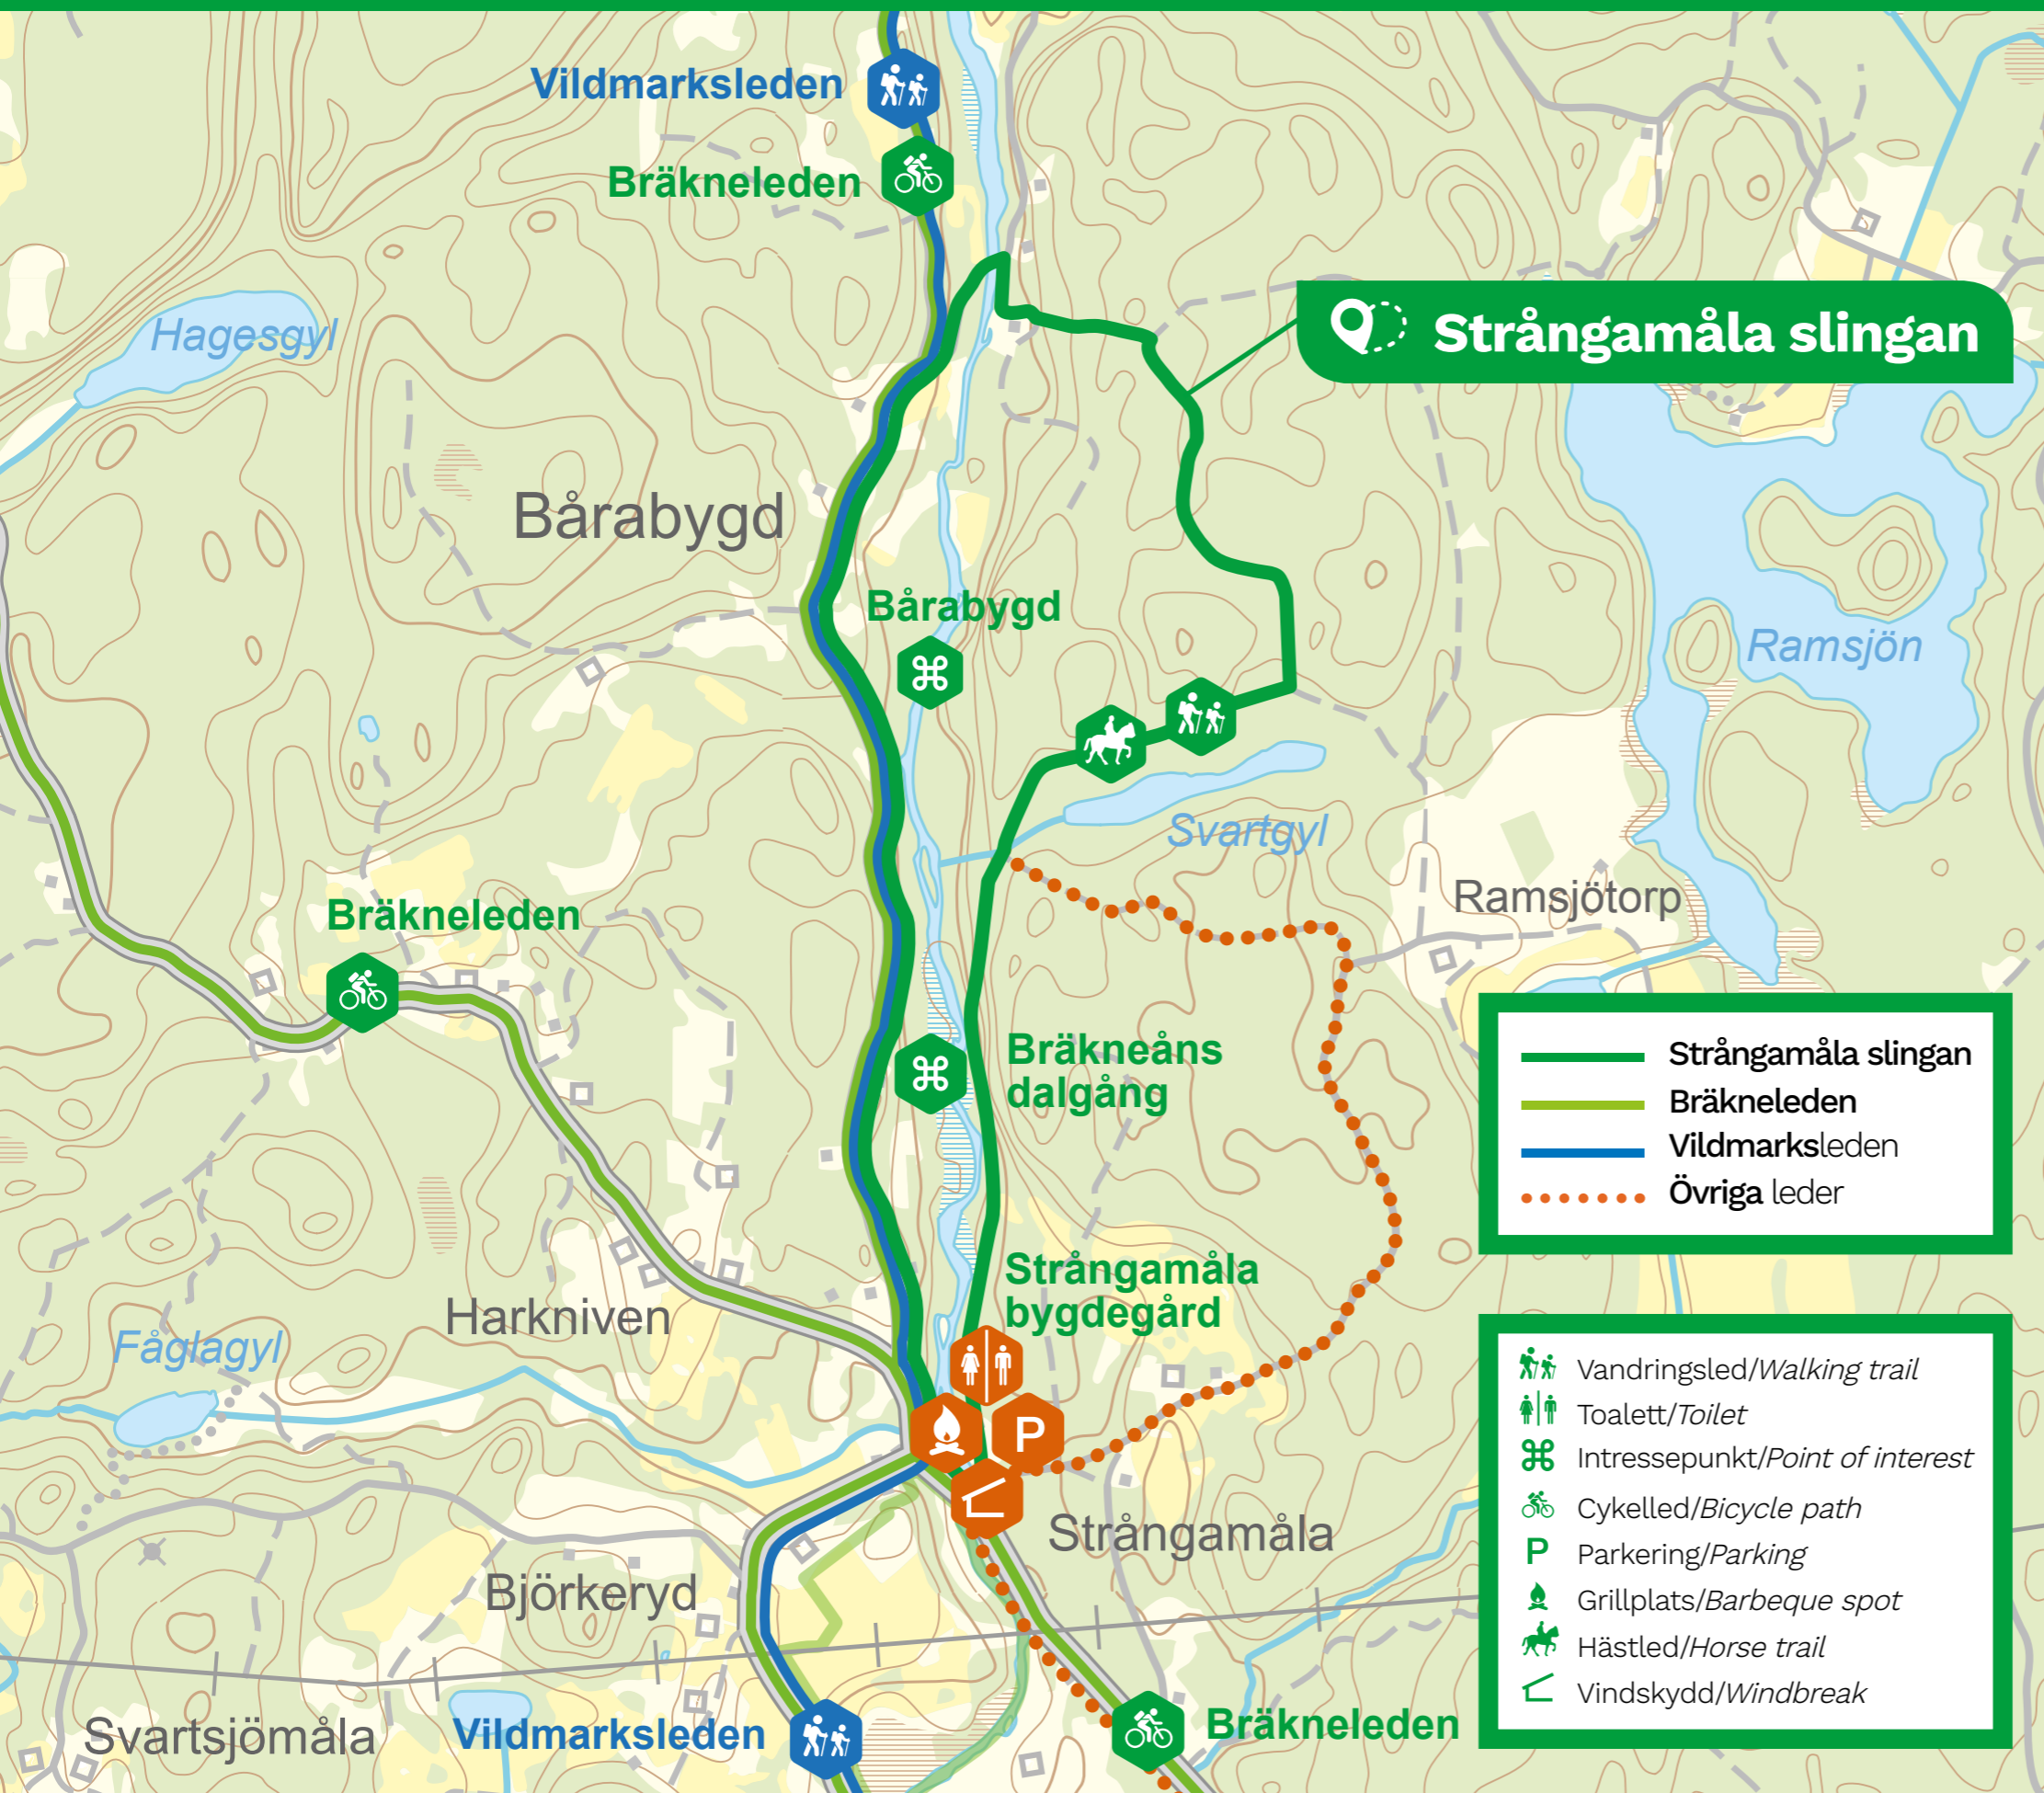 Vildmarksleden
Bräkneleden
Strångamåla slingan
Hagesgyl
Bårabygd
Bårabygd
Ramsjön
Svartgyl
Ramsjötorp
Bräkneleden
Bräkneåns
dalgång
Strångamåla slingan
Bräkneleden
Vildmarksleden
Övriga leder
Strångamåla
bygdegård
Harkniven
Fåglagyl
P
Strångamåla
Björkeryd
Svartsjömåla
Vildmarksleden
Bräkneleden
Vandringsled/Walking trail
Toalett/Toilet
Intressepunkt/Point of interest
Cykelled/Bicycle path
P Parkering/Parking
Grillplats/Barbeque spot
Hästled/Horse trail
Vindskydd/Windbreak